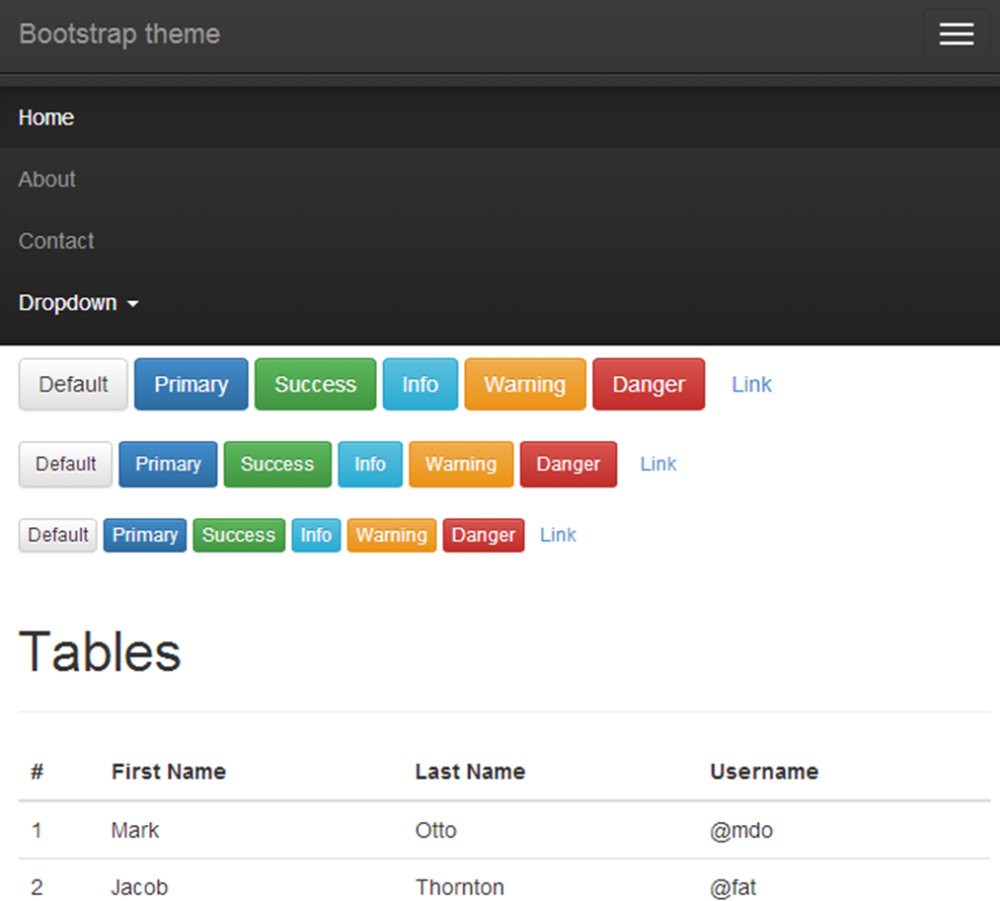 Bootstrap theme
Home
About
Contact
Dropdown
Default Primary Success Info Warning Danger Link
Default Primary Success Info Warning Danger Link
Default Primary Success Info Warning Danger Link
Tables
# First Name Last Name Username
1 Mark Otto @mdo
2 Jacob Thornton @fat